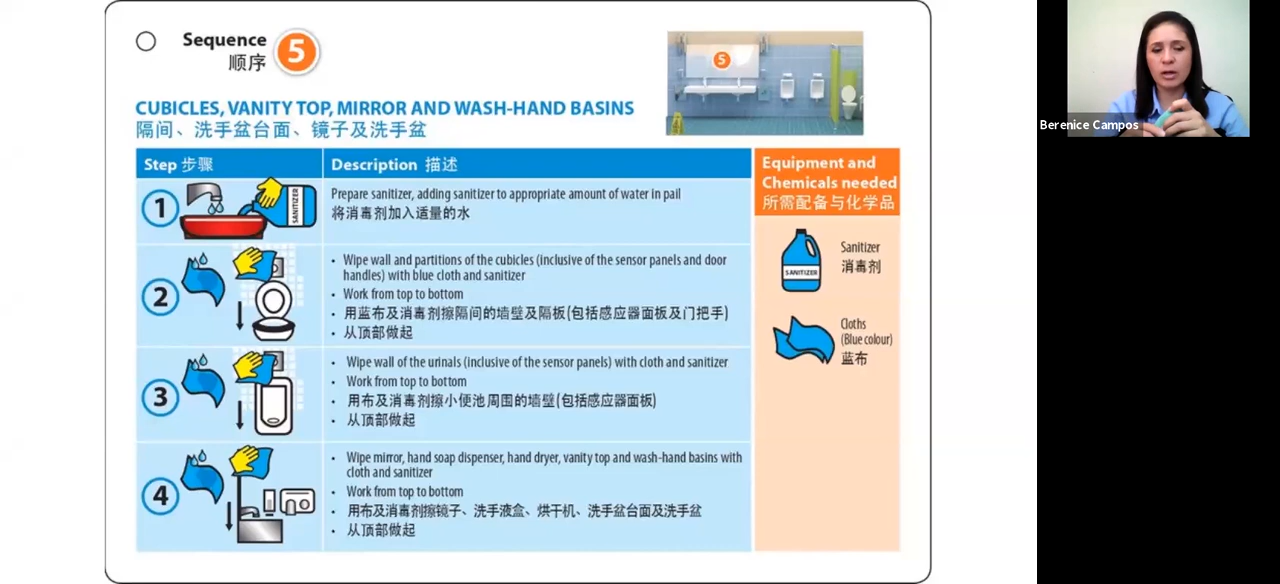 Sequence
顺序
5
5
CUBICLES, VANITY TOP, MIRROR AND WASH-HAND BASINS
隔间、洗手盆台面、镜子及洗手盆
Step 步骤
Description 描述
1
SANITIZER
Prepare sanitizer, adding sanitizer to appropriate amount of water in pail
将消毒剂加入适量的水
2
• Wipe wall and partitions of the cubicles (inclusive of the sensor panels and door
handles) with blue cloth and sanitizer
• Work from top to bottom
• 用蓝布及消毒剂擦隔间的墙壁及隔板(包括感应器面板及门把手)
• 从顶部做起
3
• Wipe wall of the urinals (inclusive of the sensor panels) with cloth and sanitizer
• Work from top to bottom
• 用布及消毒剂擦小便池周围的墙壁(包括感应器面板)
• 从顶部做起
4
• Wipe mirror, hand soap dispenser, hand dryer, vanity top and wash-hand basins with
cloth and sanitizer
• Work from top to bottom
• 用布及消毒剂擦镜子、洗手液盒、烘干机、洗手盆台面及洗手盆
• 从顶部做起
Equipment and
Chemicals needed
所需配备与化学品
SANITIZER
Sanitizer
消毒剂
Cloths
(Blue colour)
蓝布
Berenice Campos